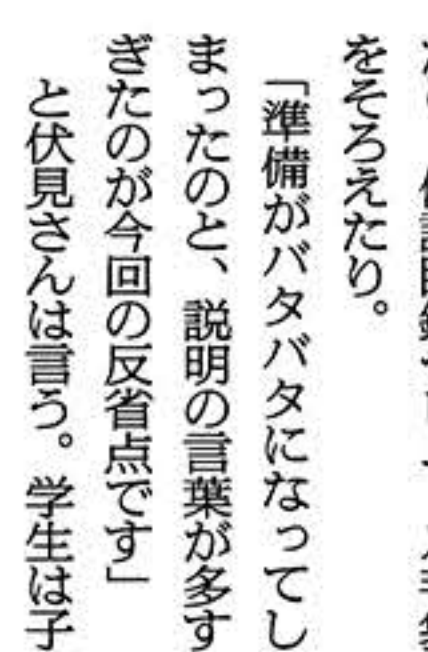 をそろえたり。
「準備がバタバタになってし
まったのと、説明の言葉が多す
ぎたのが今回の反省点です」
と伏見さんは言う。学生は子